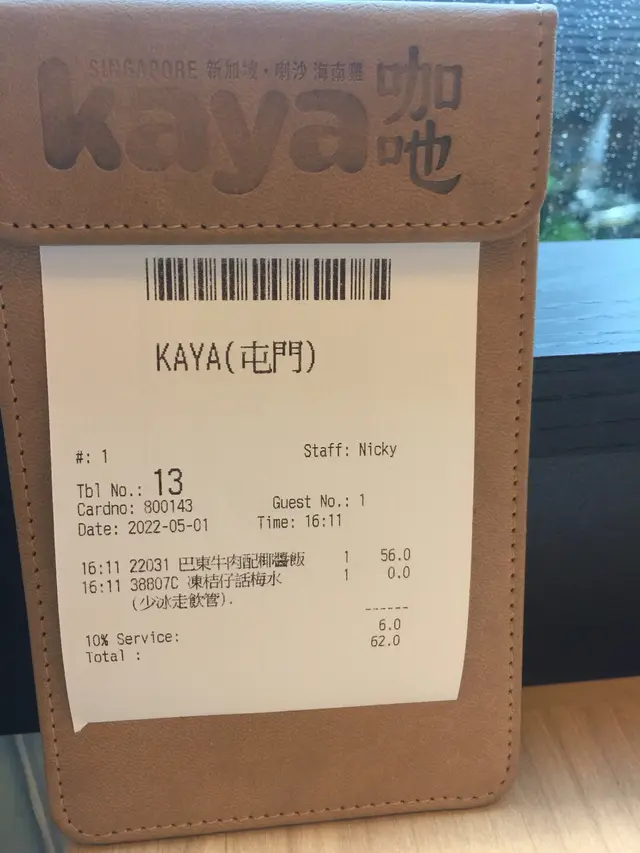 SINGAPORE 新加坡·喇沙 海南雞
kaya 咖吔
KAYA(屯門)
#: 1 Staff: Nicky
Tbl No.: 13
Cardno: 800143 Guest No.: 1
Date: 2022-05-01 Time: 16:11
16:11 22031 巴東牛肉配椰醬飯 1 56.0
16:11 38807C 凍桔仔話梅水 1 0.0
(少冰走飲管).
------
10% Service: 6.0
Total : 62.0